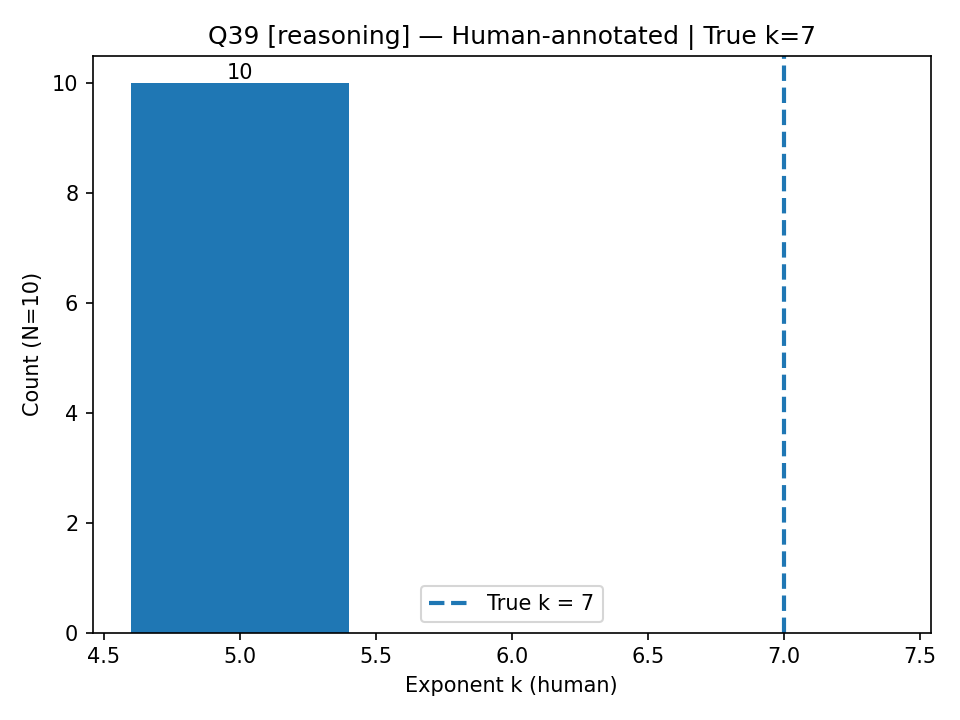 Q39 [reasoning] — Human-annotated | True k=7
10
10
8
6
4
2
0
Count (N=10)
True k = 7
4.5 5.0 5.5 6.0 6.5 7.0 7.5
Exponent k (human)